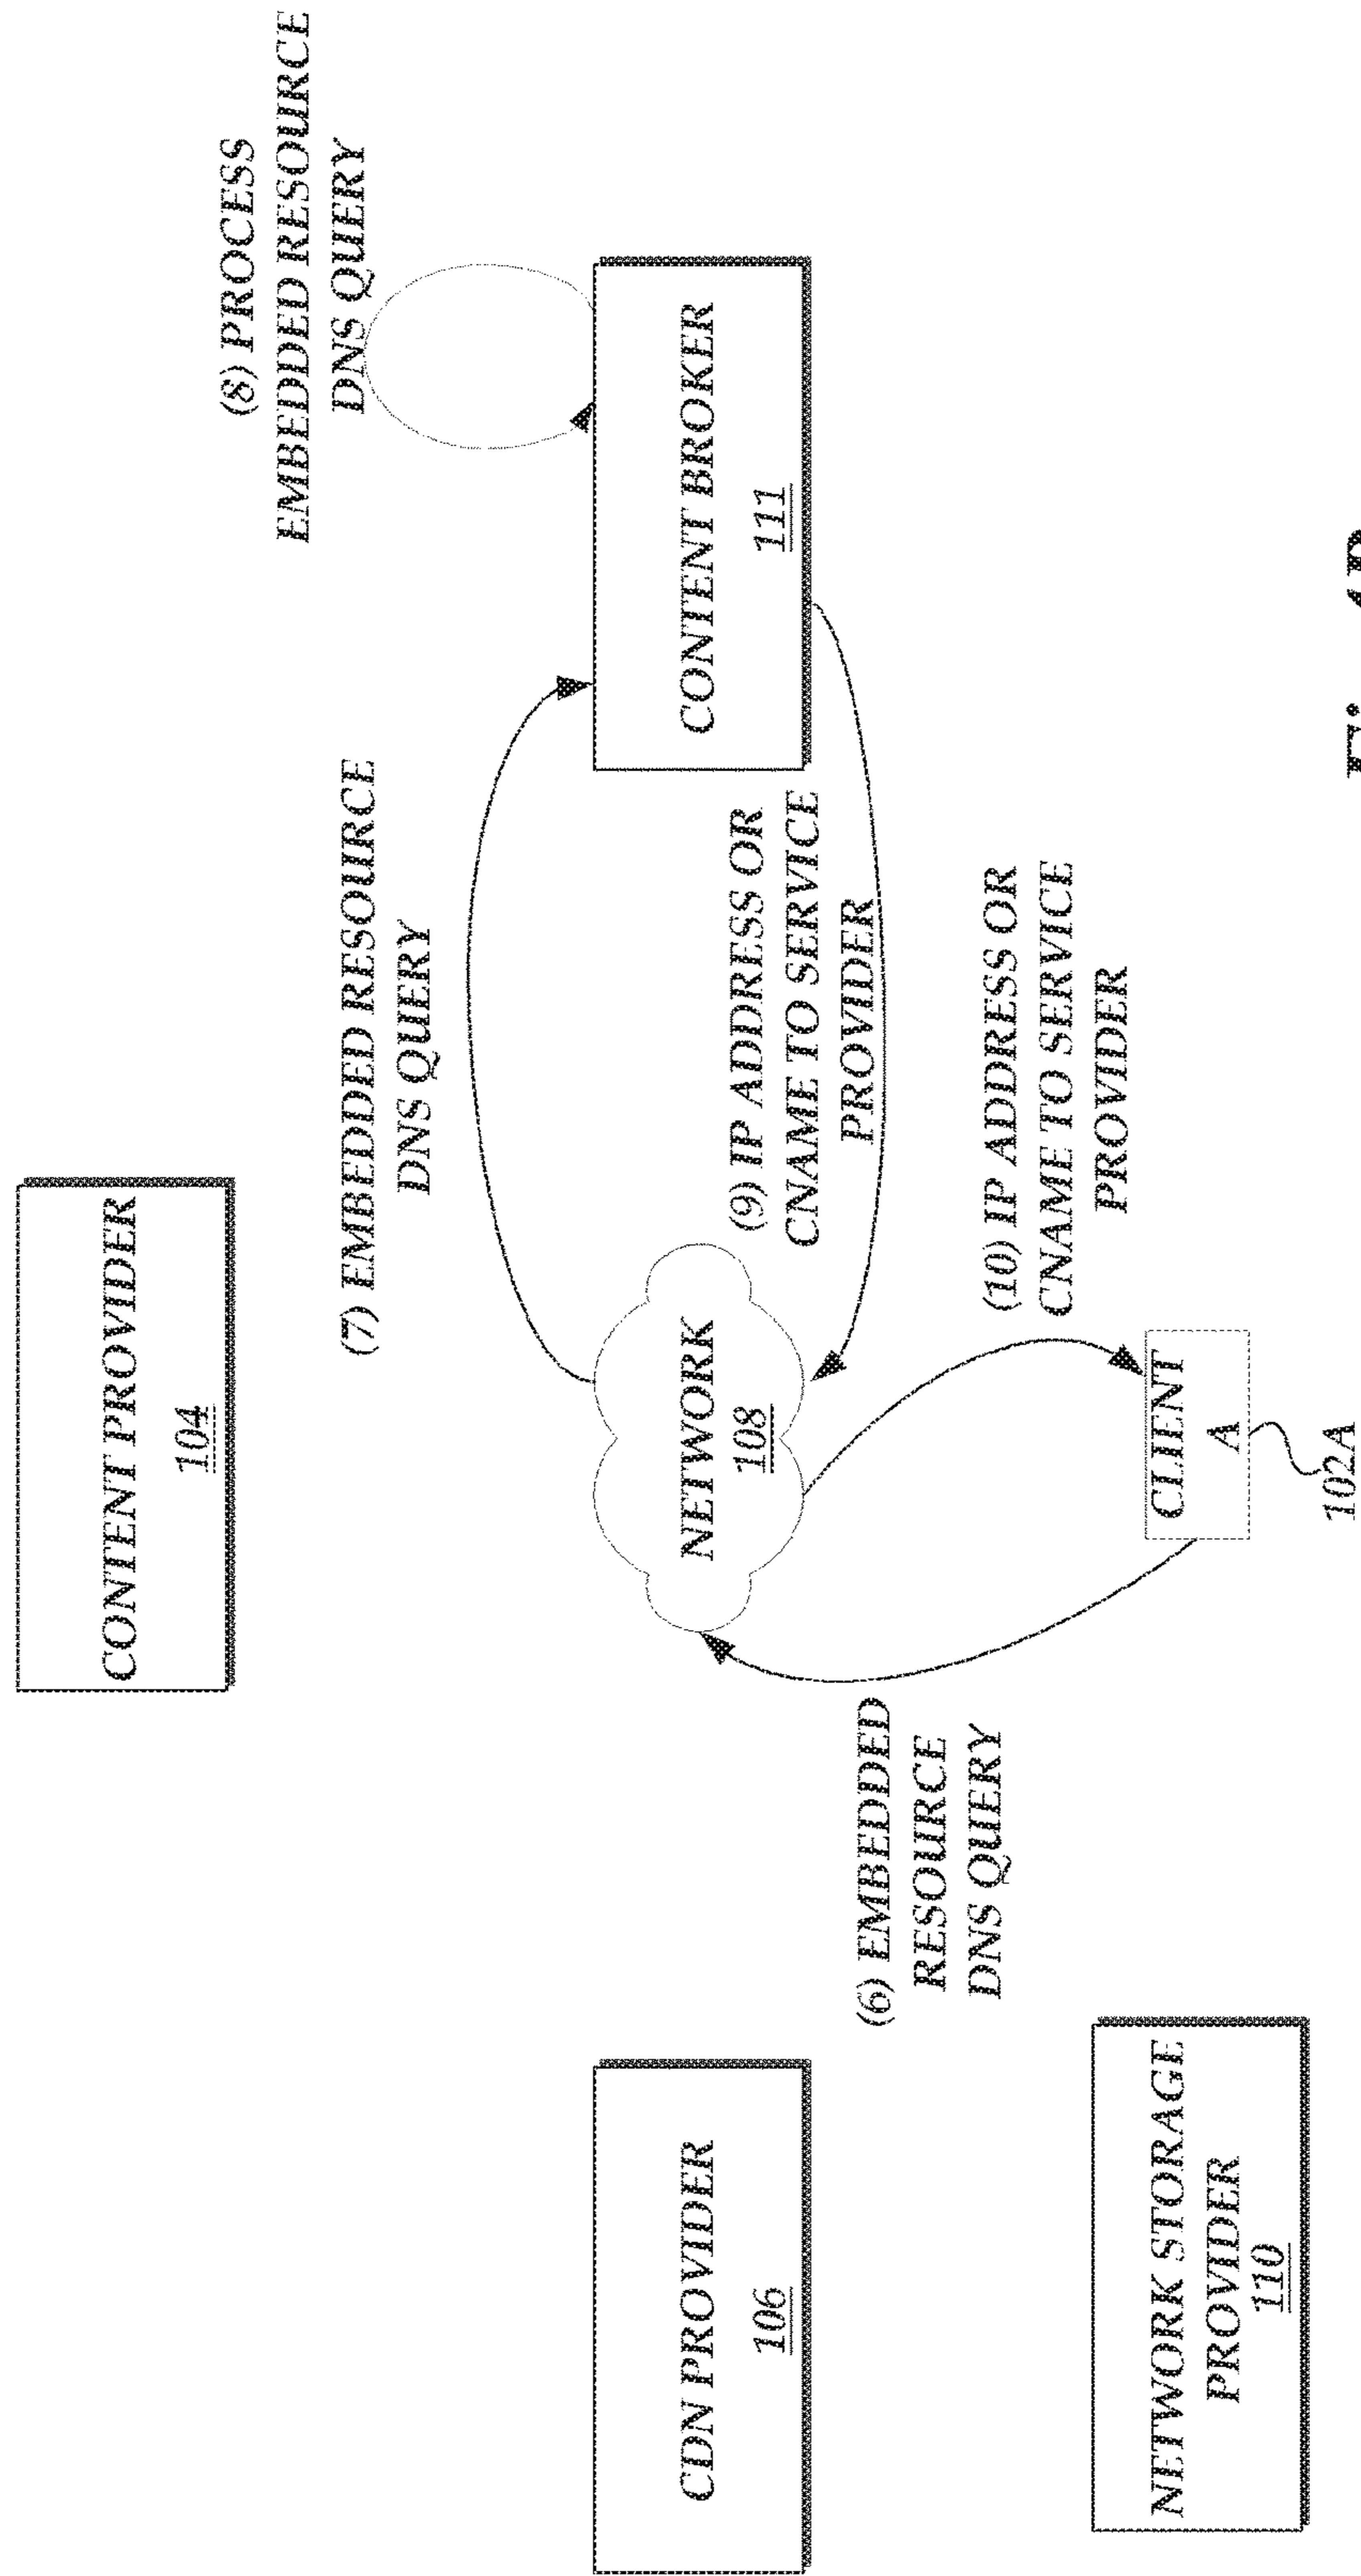 CONTENT PROVIDER
104
(8) PROCESS
EMBEDDED RESOURCE
DNS QUERY
(7) EMBEDDED RESOURCE
DNS QUERY
CDN PROVIDER
106
NETWORK
108
CONTENT BROKER
111
(9) IP ADDRESS OR
CNAME TO SERVICE
PROVIDER
(6) EMBEDDED
RESOURCE
DNS QUERY
(10) IP ADDRESS OR
CNAME TO SERVICE
PROVIDER
NETWORK STORAGE
PROVIDER
110
CLIENT
A
102A